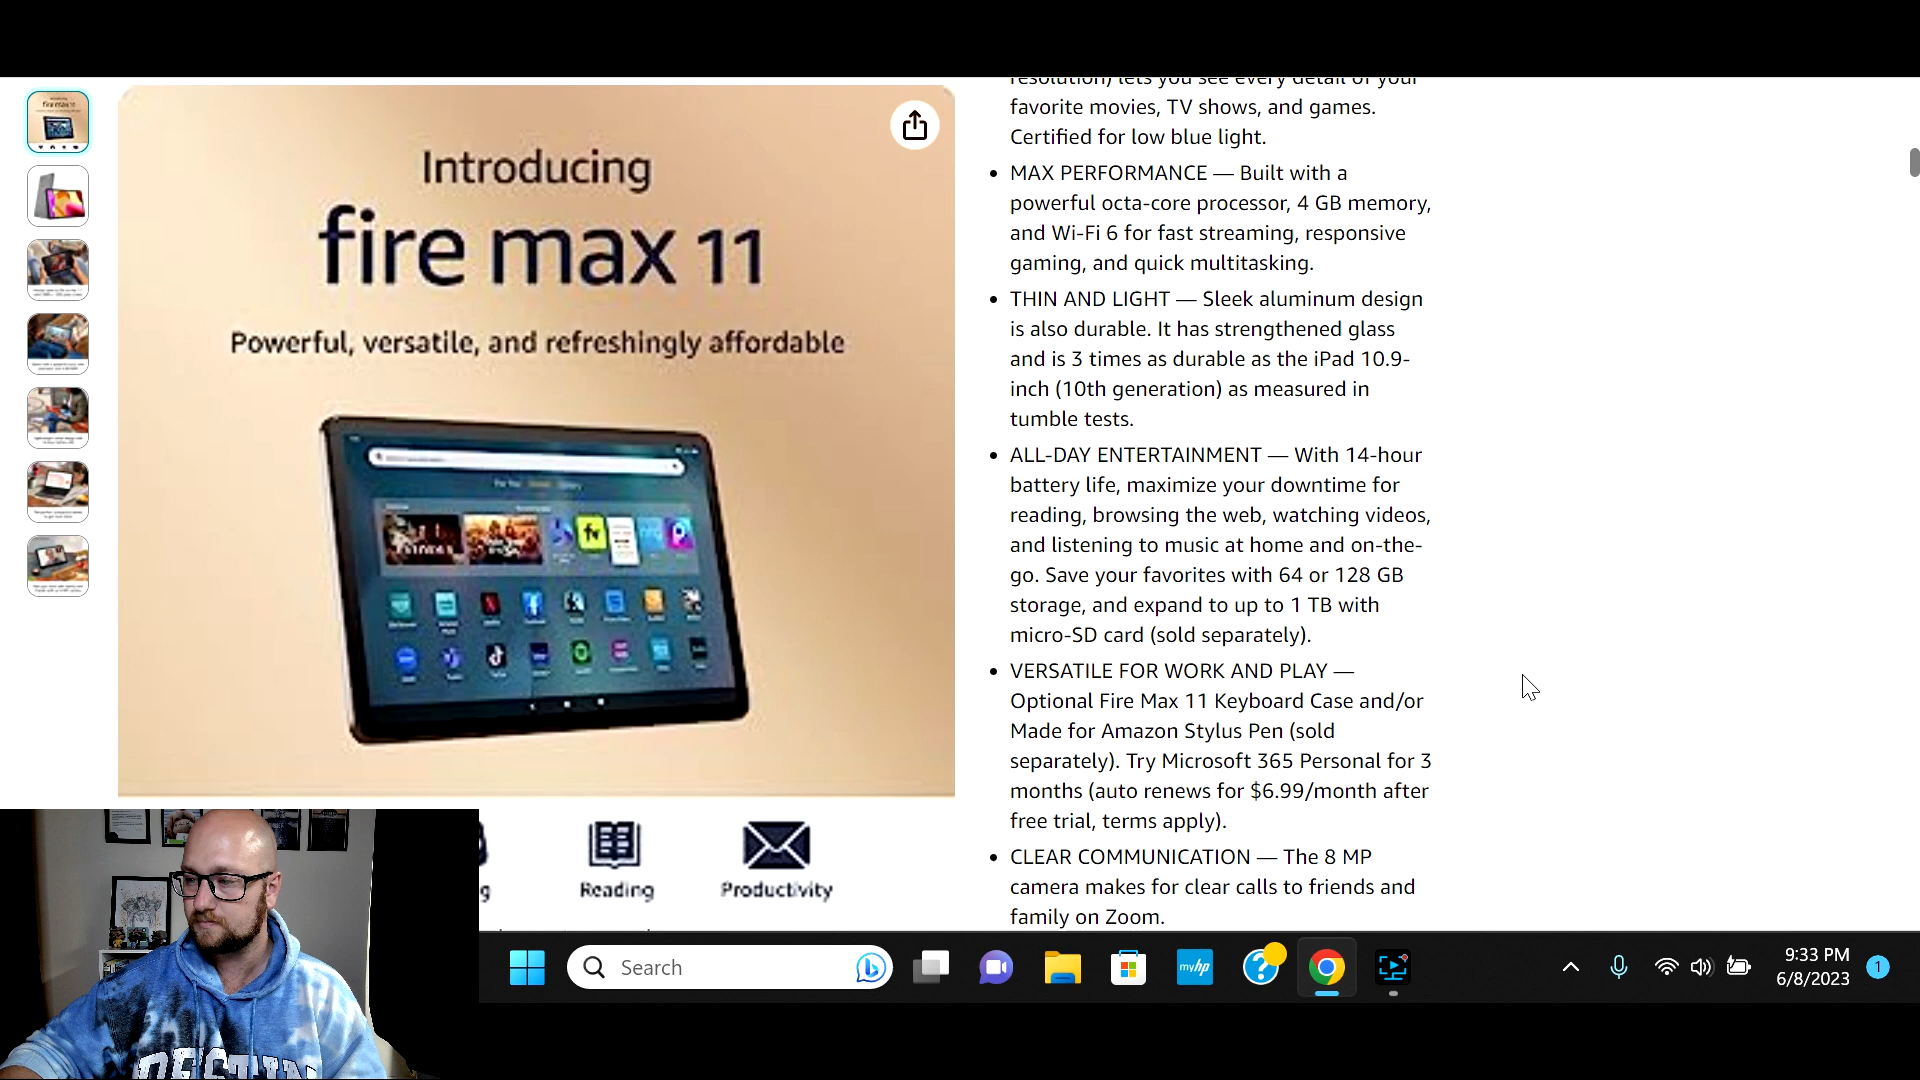 Introducing
fire max 11
Powerful, versatile, and refreshingly affordable
Reading
Productivity
resolution) lets you see every detail of your
favorite movies, TV shows, and games.
Certified for low blue light.
MAX PERFORMANCE — Built with a
powerful octa-core processor, 4 GB memory,
and Wi-Fi 6 for fast streaming, responsive
gaming, and quick multitasking.
THIN AND LIGHT — Sleek aluminum design
is also durable. It has strengthened glass
and is 3 times as durable as the iPad 10.9-
inch (10th generation) as measured in
tumble tests.
ALL-DAY ENTERTAINMENT — With 14-hour
battery life, maximize your downtime for
reading, browsing the web, watching videos,
and listening to music at home and on-the-
go. Save your favorites with 64 or 128 GB
storage, and expand to up to 1 TB with
micro-SD card (sold separately).
VERSATILE FOR WORK AND PLAY —
Optional Fire Max 11 Keyboard Case and/or
Made for Amazon Stylus Pen (sold
separately). Try Microsoft 365 Personal for 3
months (auto renews for $6.99/month after
free trial, terms apply).
CLEAR COMMUNICATION — The 8 MP
camera makes for clear calls to friends and
family on Zoom.
Search
myhp
9:33 PM
6/8/2023
1